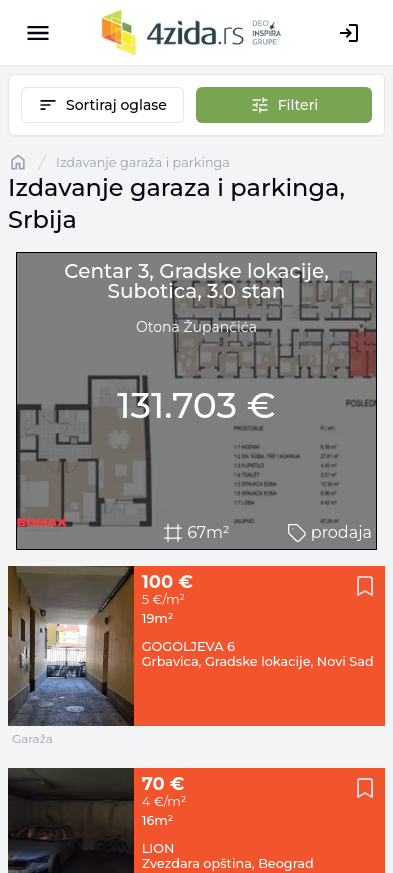 4zida.rs
DEO
INSPIRA
GRUPE
Sortiraj oglase
Filteri
Izdavanje garaža i parkinga
Izdavanje garaza i parkinga,
Srbija
Centar 3, Gradske lokacije,
Subotica, 3.0 stan
Otona Župančića
131.703 €
BOMAX
67m²
prodaja
100 €
5 €/m²
19m²
GOGOLJEVA 6
Grbavica, Gradske lokacije, Novi Sad
Garaža
70 €
4 €/m²
16m²
LION
Zvezdara opština, Beograd